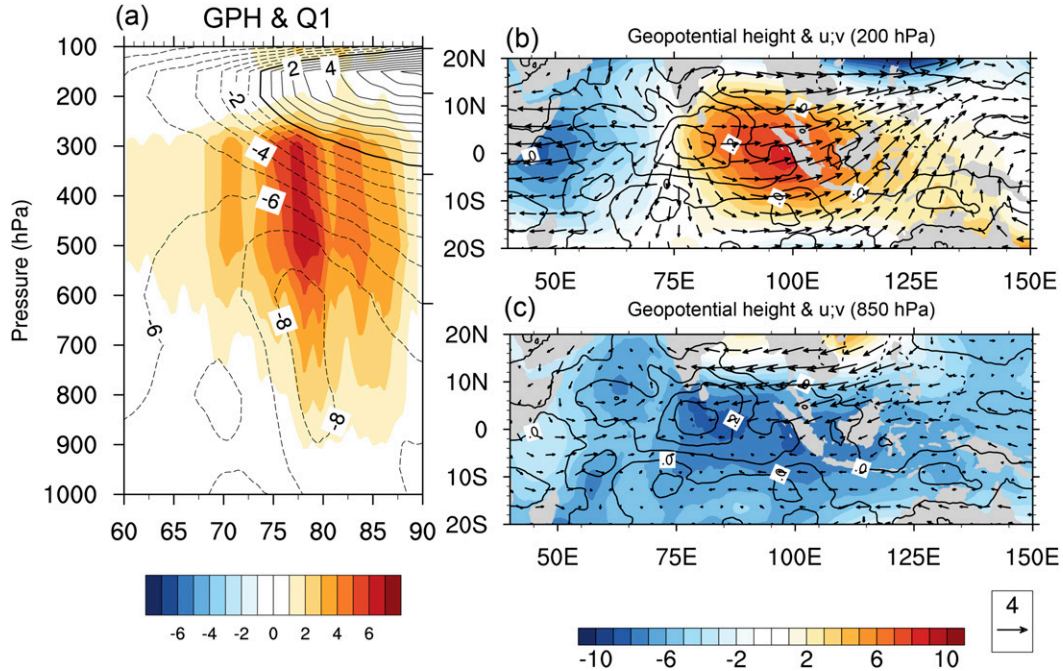 (a)
GPH & Q1
Pressure (hPa)
100
200
300
400
500
600
700
800
900
1000
60 65 70 75 80 85 90
2
4
-2
-4
-6
-8
-6
-8
-6 -4 -2 0 2 4 6
(b)
Geopotential height & u;v (200 hPa)
20N
10N
0
10S
20S
50E 75E 100E 125E 150E
(c)
Geopotential height & u;v (850 hPa)
20N
10N
0
10S
20S
50E 75E 100E 125E 150E
4
-10 -6 -2 2 6 10